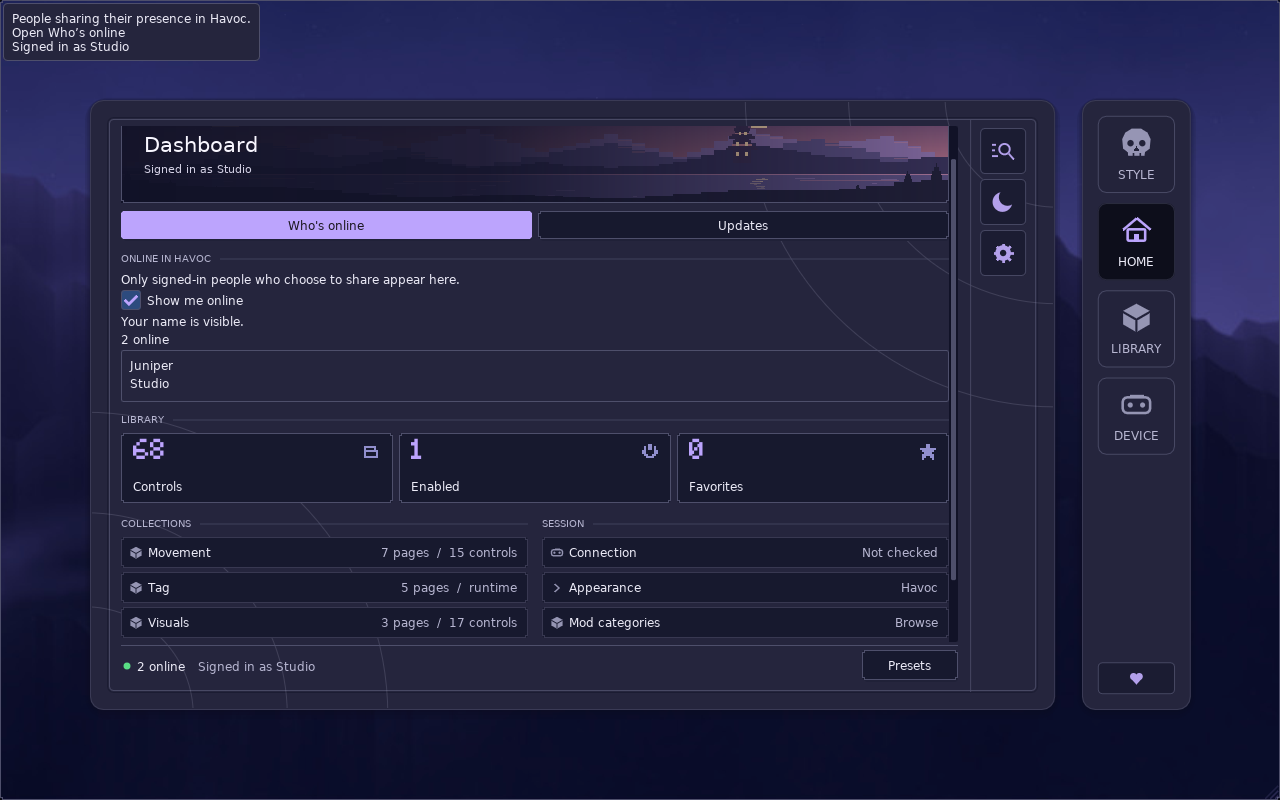 People sharing their presence in Havoc.
Open Who’s online
Signed in as Studio
Dashboard
Signed in as Studio
Who's online
Updates
ONLINE IN HAVOC
Only signed-in people who choose to share appear here.
Show me online
Your name is visible.
2 online
Juniper
Studio
LIBRARY
68
Controls
1
Enabled
0
Favorites
COLLECTIONS
Movement 7 pages / 15 controls
Tag 5 pages / runtime
Visuals 3 pages / 17 controls
SESSION
Connection Not checked
Appearance Havoc
Mod categories Browse
2 online Signed in as Studio
Presets
STYLE
HOME
LIBRARY
DEVICE